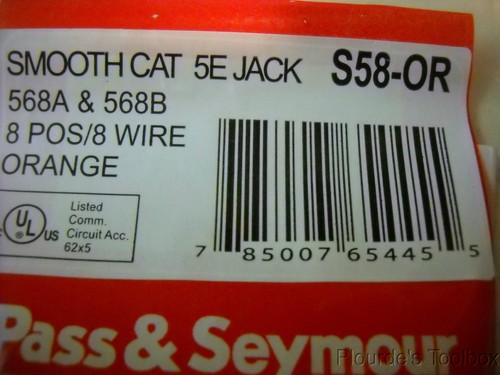 SMOOTH CAT 5E JACK S58-OR
568A & 568B
8 POS/8 WIRE
ORANGE
Listed
Comm.
Circuit Acc.
62x5
c UL US
7 85007 65445 5
Pass & Seymour
Plourde's Toolbox